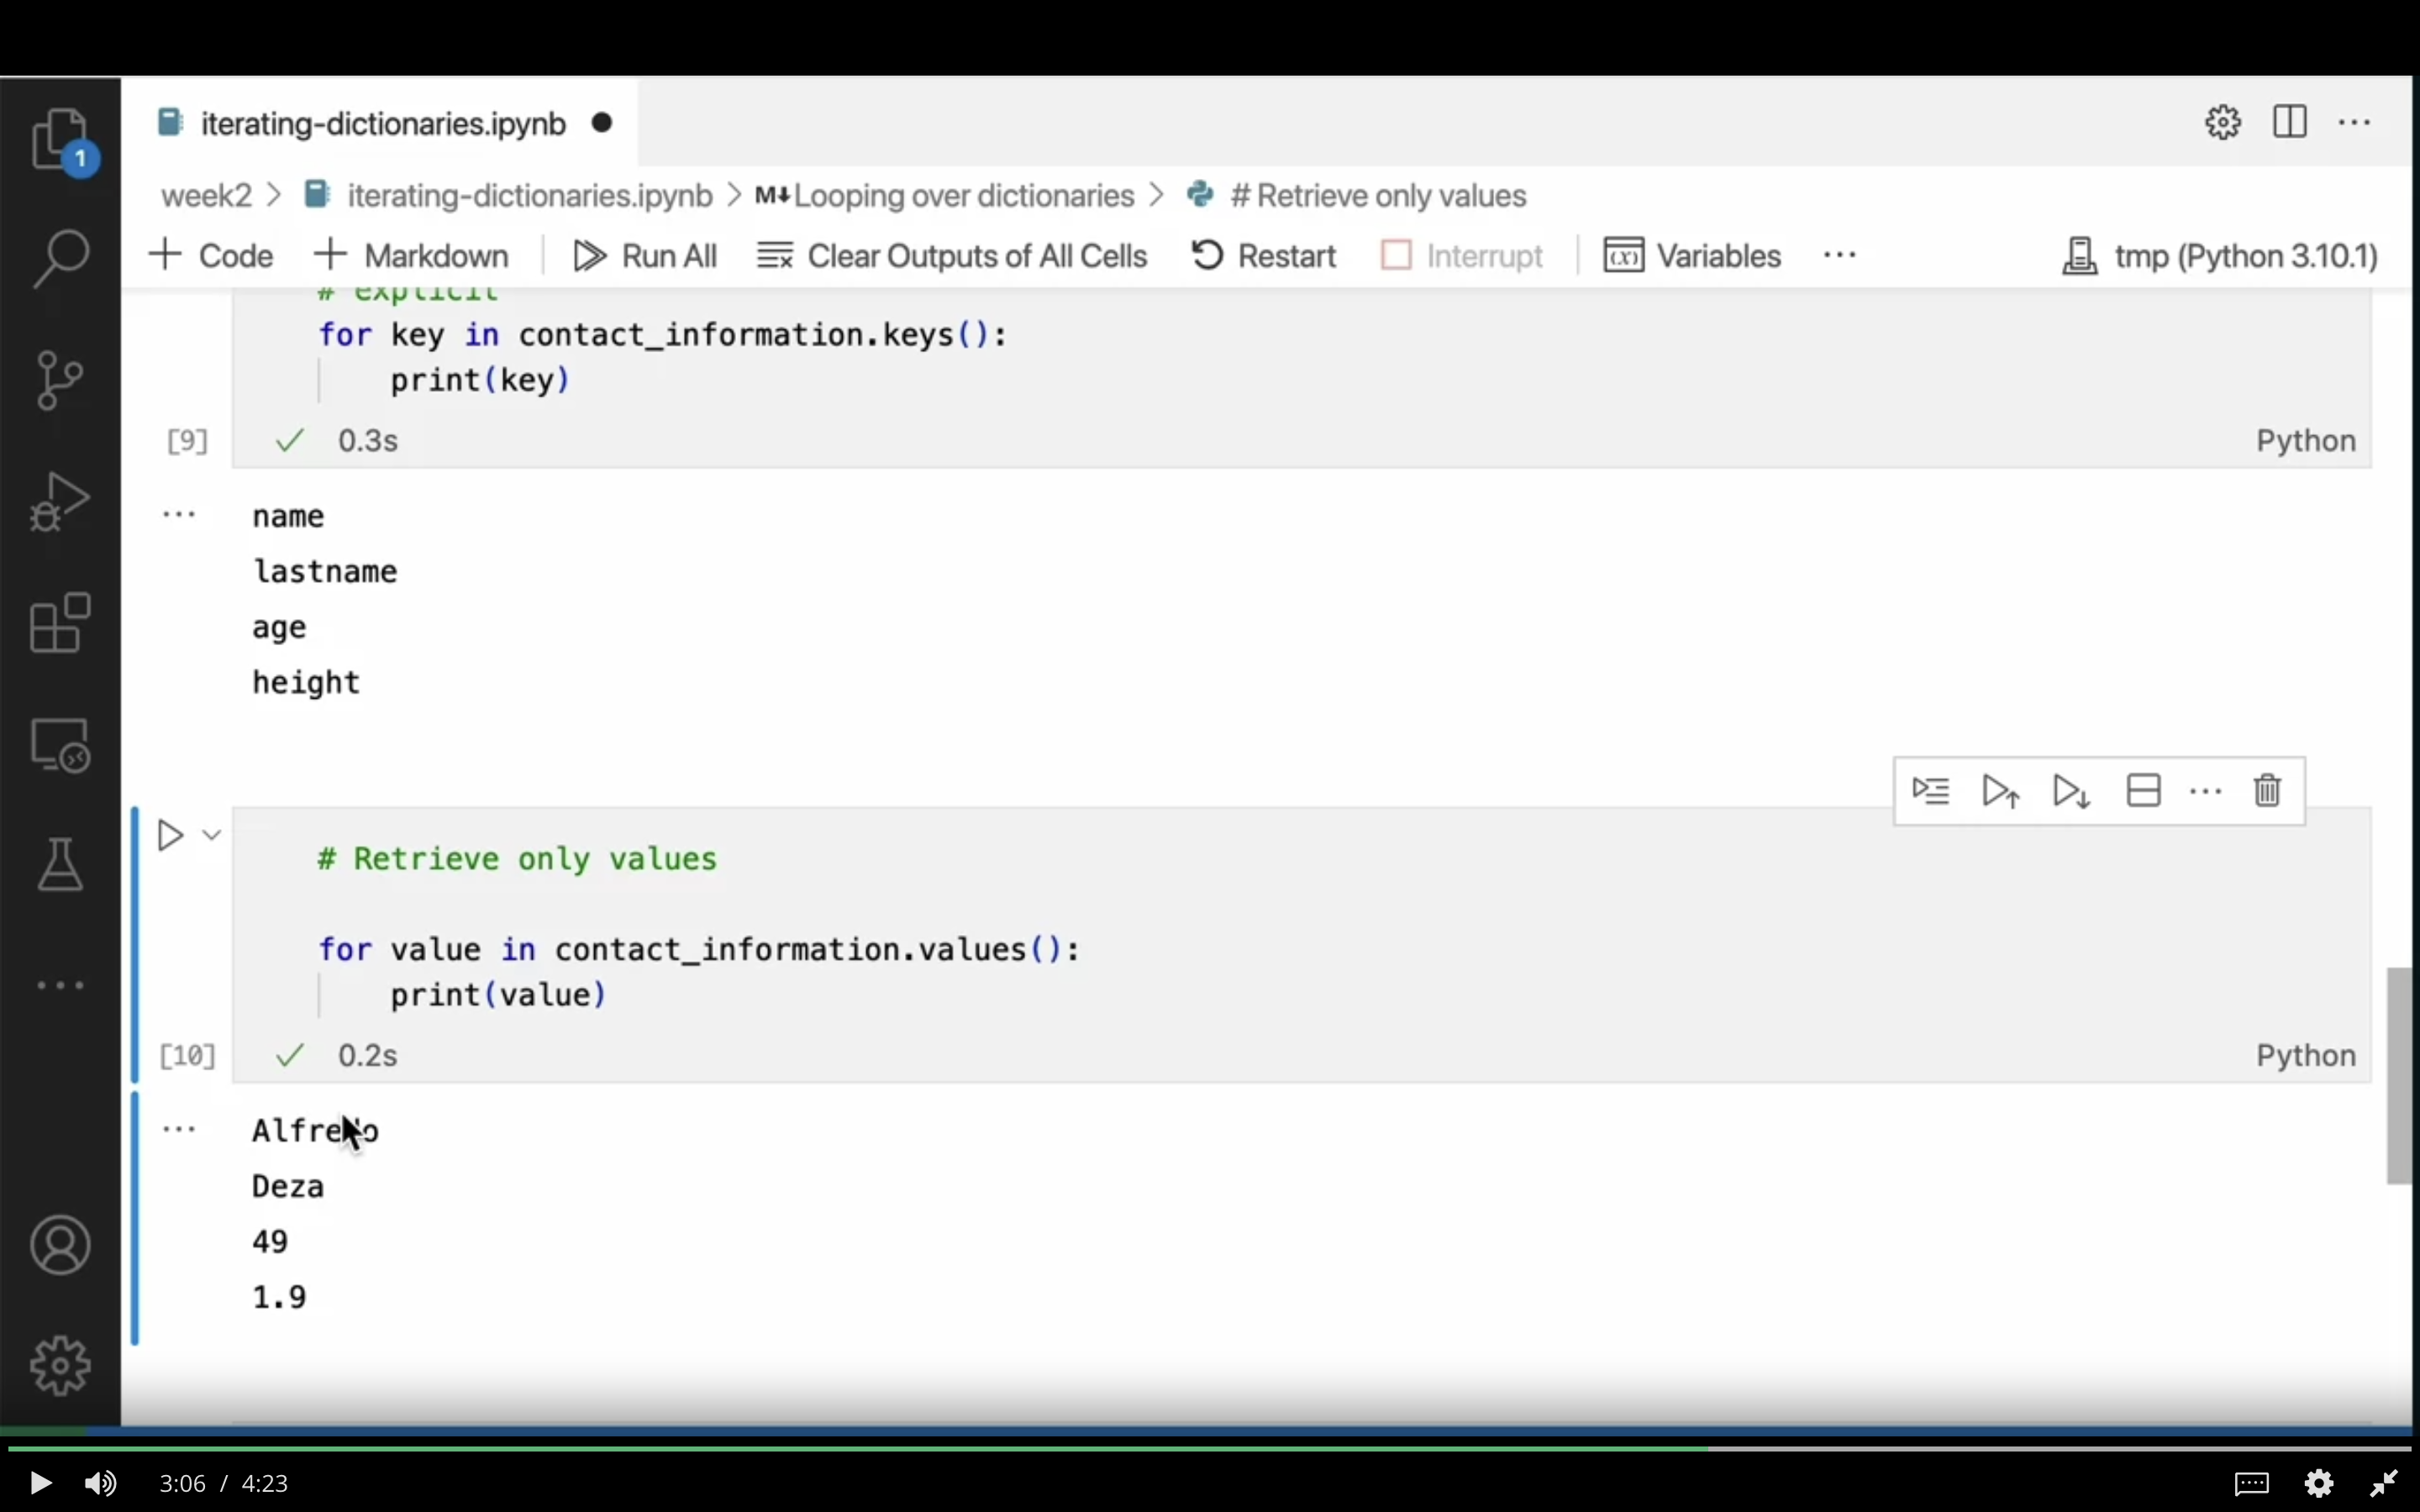 iterating-dictionaries.ipynb
1
week2 > iterating-dictionaries.ipynb > M↓ Looping over dictionaries > # Retrieve only values
+ Code + Markdown Run All Clear Outputs of All Cells Restart Interrupt (x) Variables ... tmp (Python 3.10.1)
# explicit
for key in contact_information.keys():
print(key)
[9] 0.3s Python
name
lastname
age
height
# Retrieve only values
for value in contact_information.values():
print(value)
[10] 0.2s Python
Alfredo
Deza
49
1.9
3:06 / 4:23